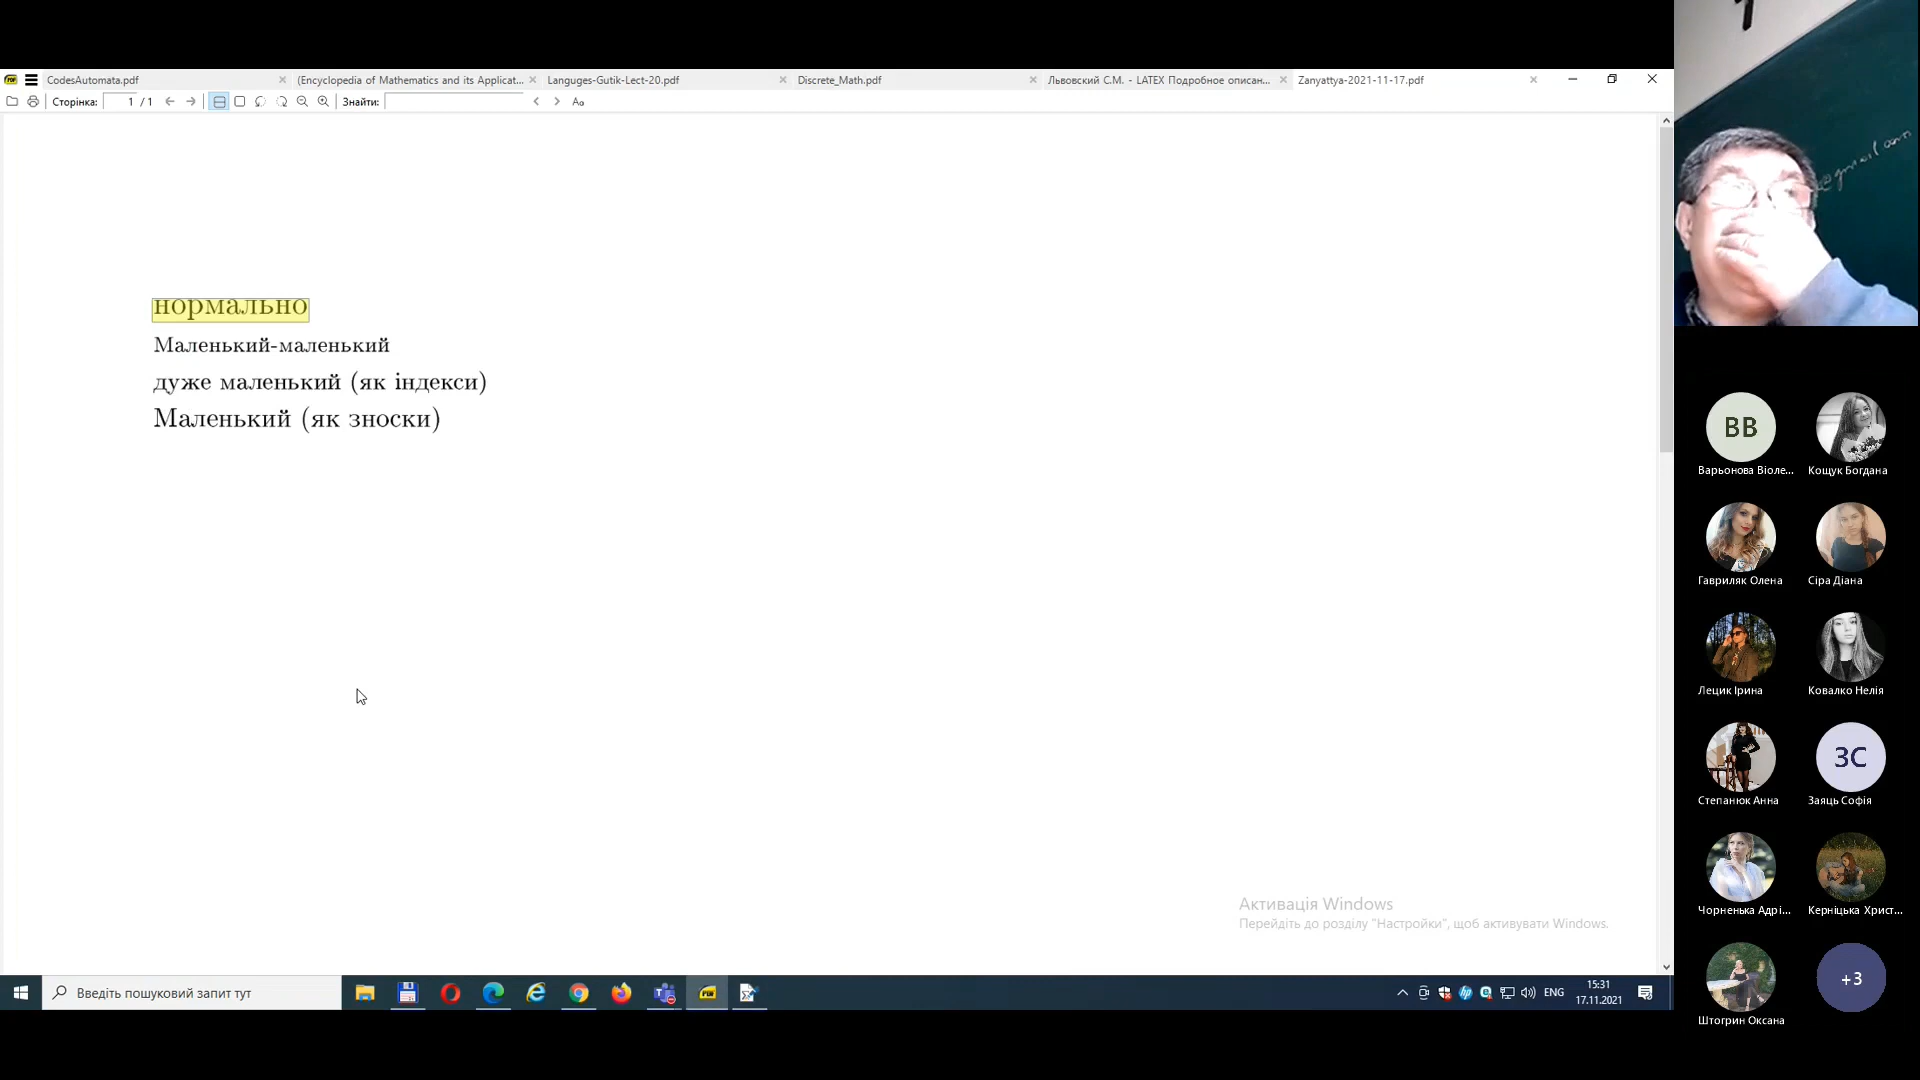 CodesAutomata.pdf
(Encyclopedia of Mathematics and its Applicat...
Languges-Gutik-Lect-20.pdf
Discrete_Math.pdf
Львовский С.М. - LATEX Подробное описан...
Zanyattya-2021-11-17.pdf
Сторінка: 1 / 1
Знайти:
Aa
нормально
Маленький-маленький
дуже маленький (як індекси)
Маленький (як зноски)
Активація Windows
Перейдіть до розділу "Настройки", щоб активувати Windows.
Введіть пошуковий запит тут
ENG
15:31
17.11.2021
@gmail.com
ВВ
Варьонова Віоле...
Кощук Богдана
Гавриляк Олена
Сіра Діана
Лецик Ірина
Ковалко Нелія
Степанюк Анна
ЗС
Заяць Софія
Чорненька Адрі...
Керніцька Христ...
Штогрин Оксана
+3